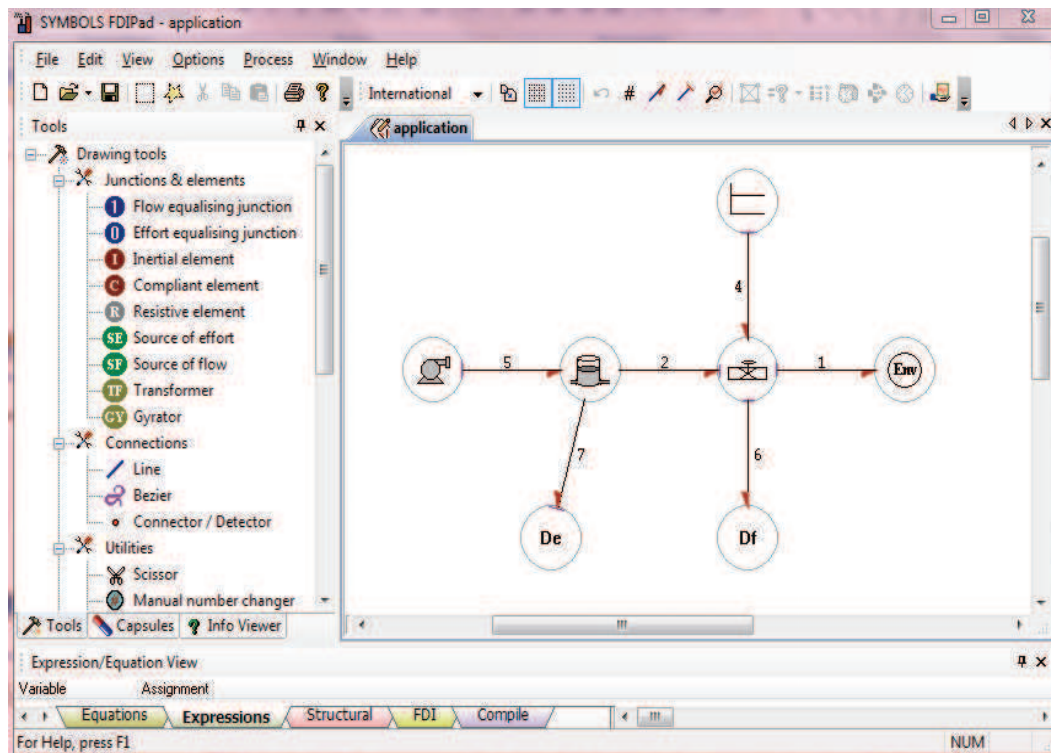 SYMBOLS FDIPad - application
File Edit View Options Process Window Help
International
Tools
application
Drawing tools
Junctions & elements
1 Flow equalising junction
0 Effort equalising junction
I Inertial element
C Compliant element
R Resistive element
SE Source of effort
SF Source of flow
TF Transformer
GY Gyrator
Connections
Line
Bezier
Connector / Detector
Utilities
Scissor
Manual number changer
Tools Capsules Info Viewer
4
5 2 1 Env
7 6
De Df
Expression/Equation View
Variable Assignment
Equations Expressions Structural FDI Compile
For Help, press F1 NUM